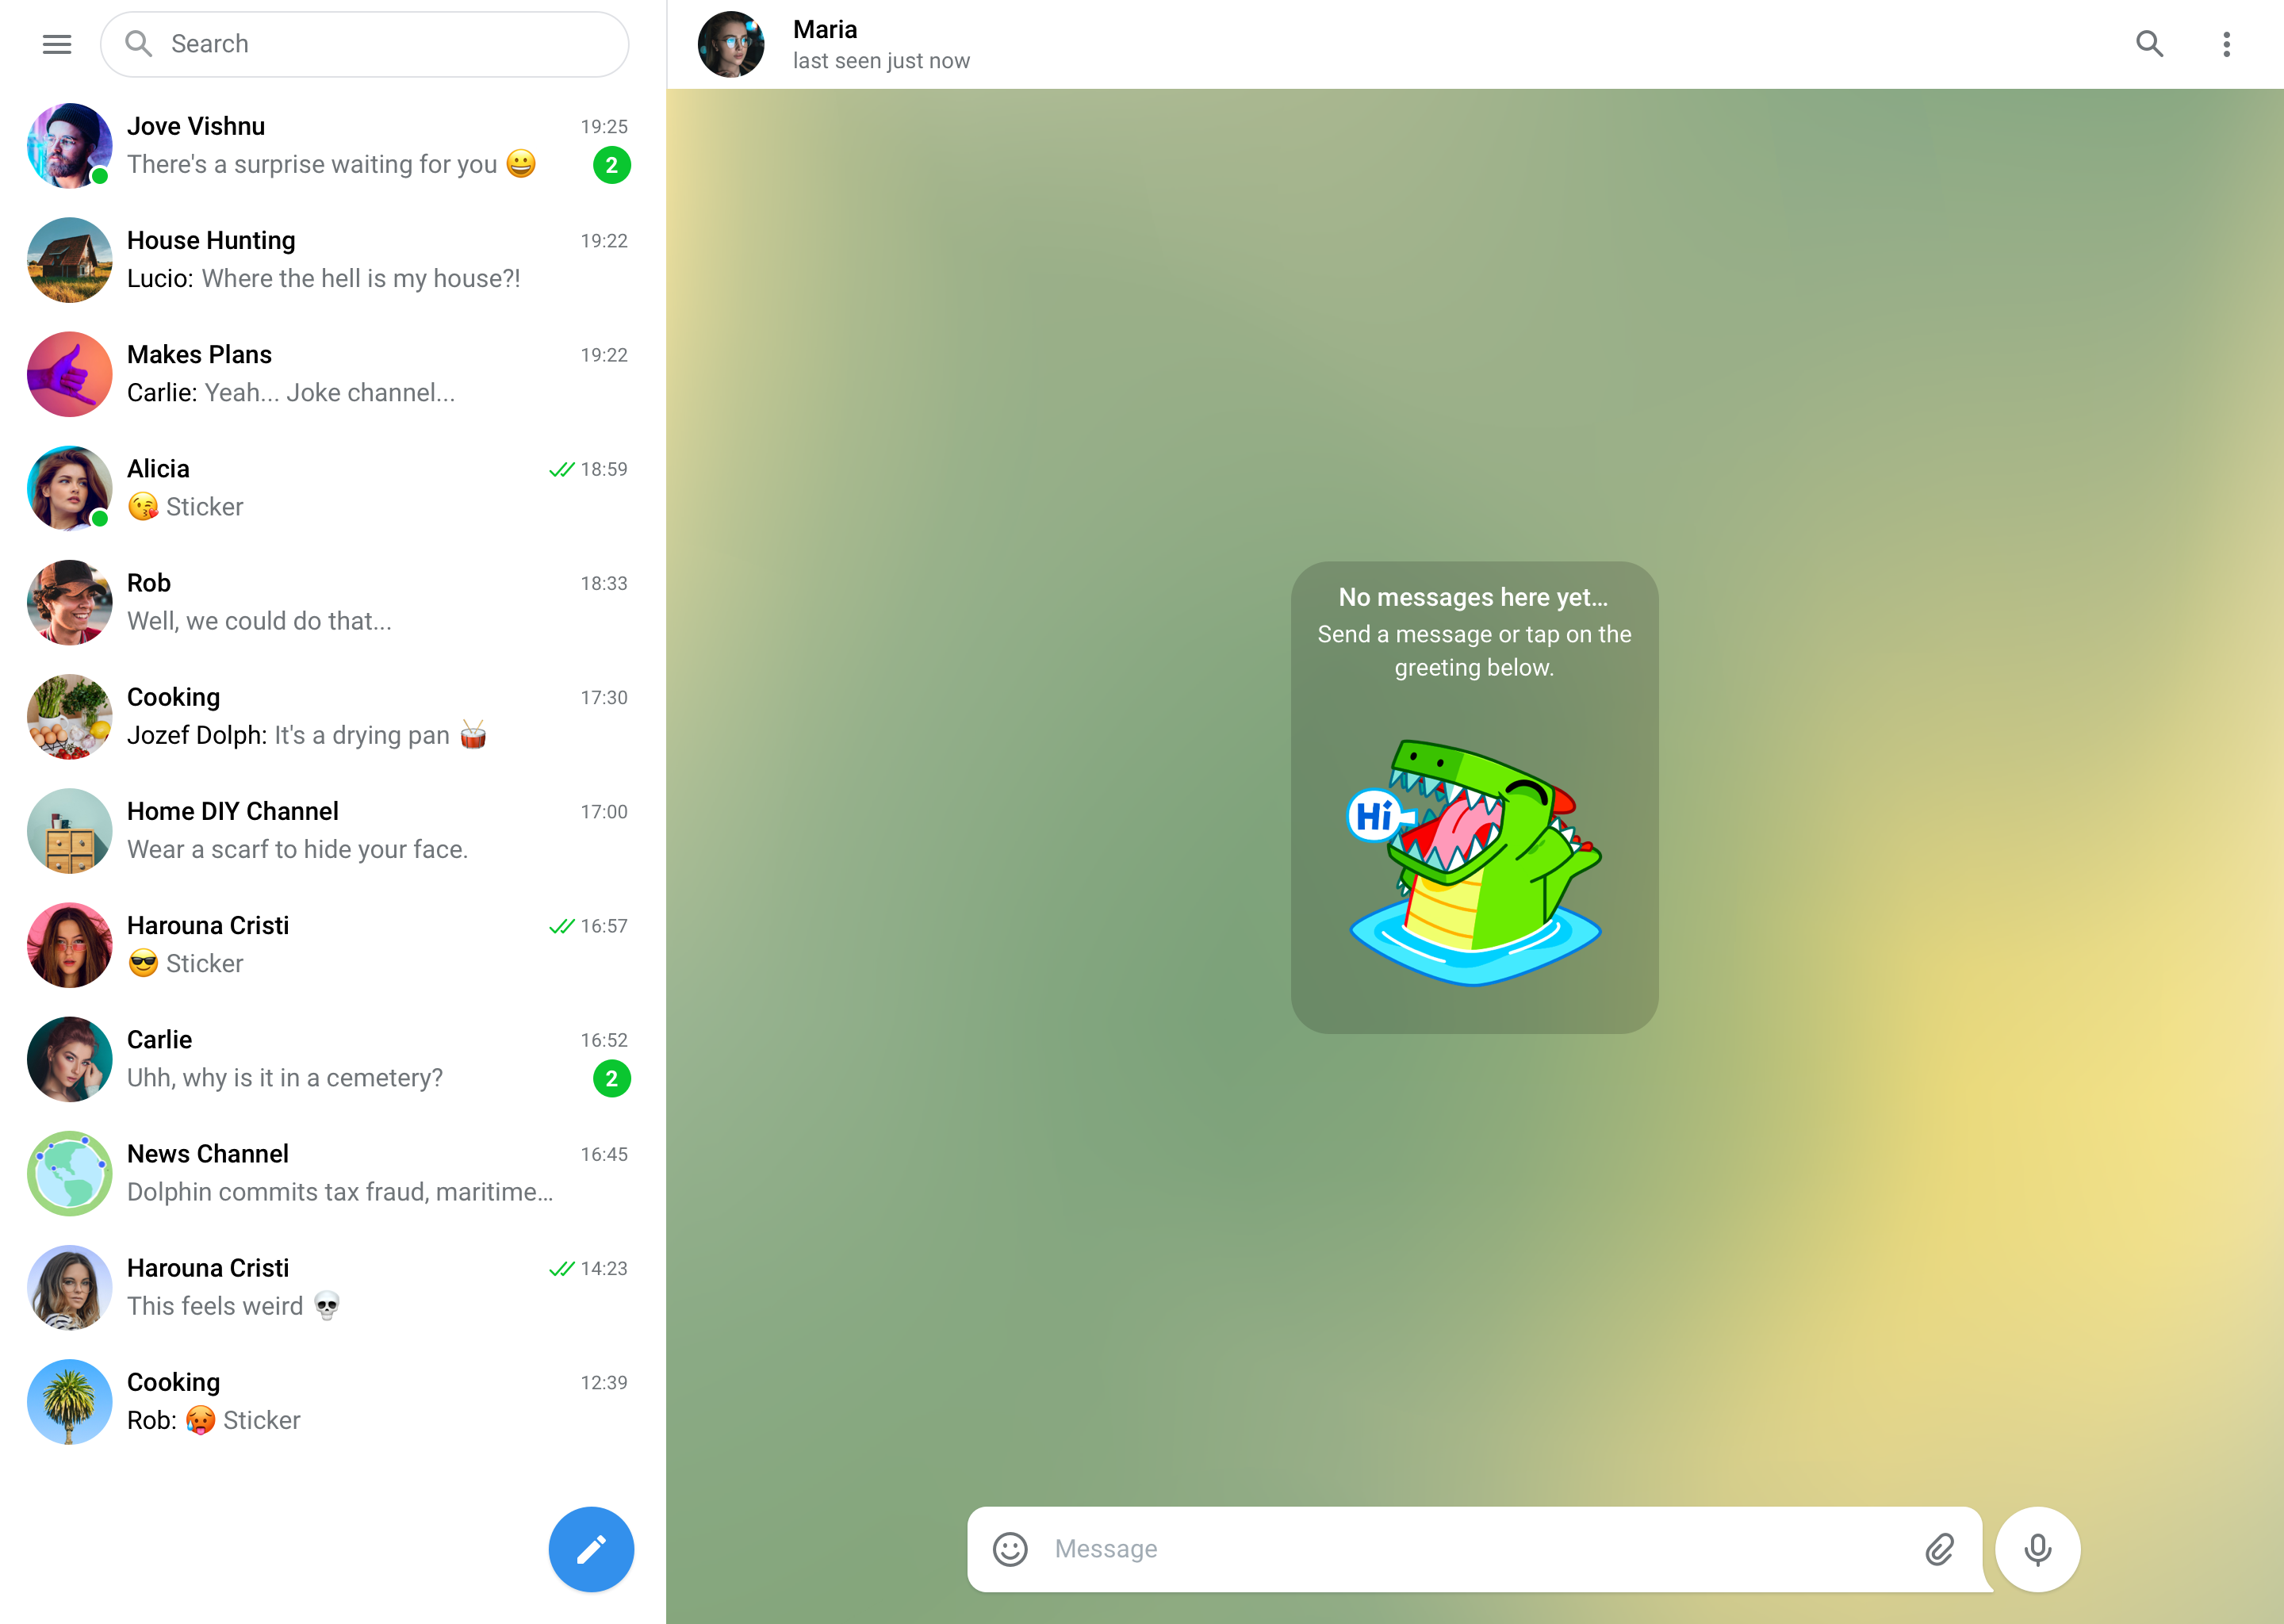 Search
Jove Vishnu 19:25
There's a surprise waiting for you 😀 2
House Hunting 19:22
Lucio: Where the hell is my house?!
Makes Plans 19:22
Carlie: Yeah... Joke channel...
Alicia 18:59
😘 Sticker
Rob 18:33
Well, we could do that...
Cooking 17:30
Jozef Dolph: It's a drying pan 🥁
Home DIY Channel 17:00
Wear a scarf to hide your face.
Harouna Cristi 16:57
😎 Sticker
Carlie 16:52
Uhh, why is it in a cemetery? 2
News Channel 16:45
Dolphin commits tax fraud, maritime...
Harouna Cristi 14:23
This feels weird 💀
Cooking 12:39
Rob: 🥵 Sticker
Maria
last seen just now
No messages here yet...
Send a message or tap on the
greeting below.
Hi
Message